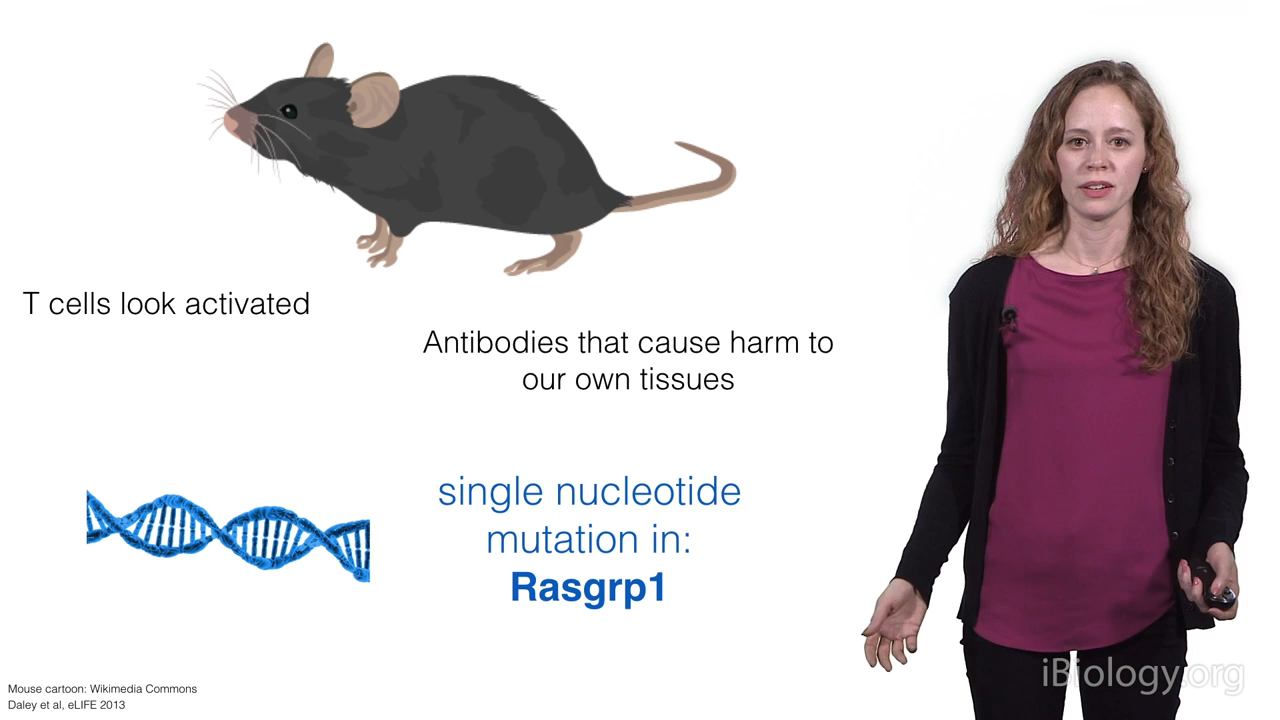 T cells look activated
Antibodies that cause harm to
our own tissues
single nucleotide
mutation in:
Rasgrp1
Mouse cartoon: Wikimedia Commons
Daley et al, eLIFE 2013
iBiology.org